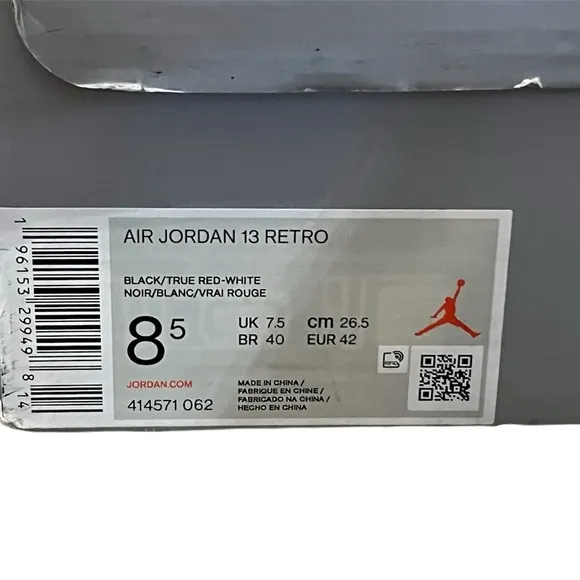 AIR JORDAN 13 RETRO
BLACK/TRUE RED-WHITE
NOIR/BLANC/VRAI ROUGE
8 5
UK 7.5 cm 26.5
BR 40 EUR 42
JORDAN.COM
414571 062
MADE IN CHINA /
FABRIQUE EN CHINE /
FABRICADO NA CHINA /
HECHO EN CHINA
1 96153 29949 8 14